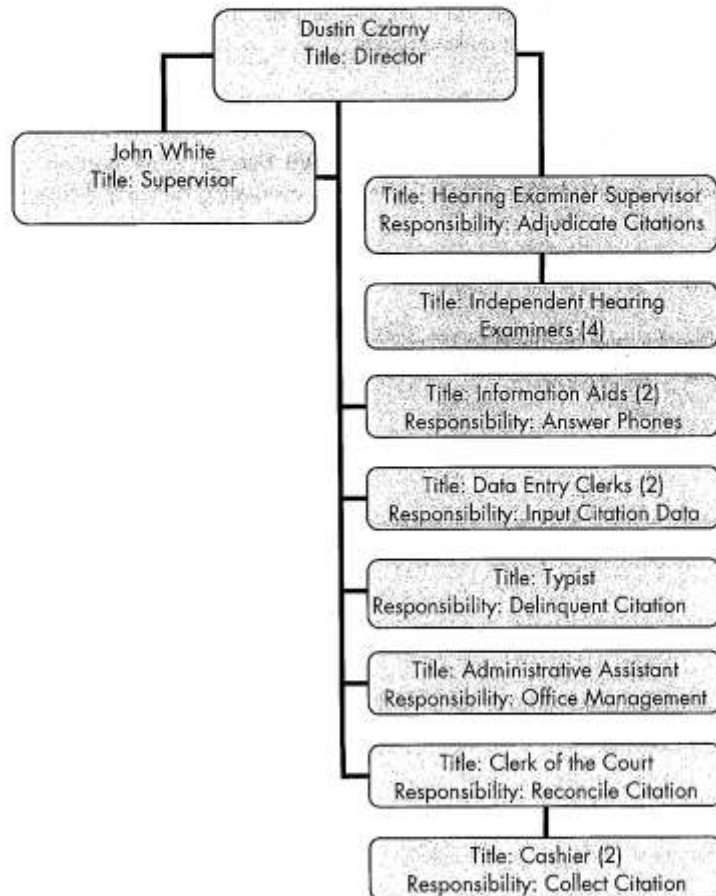 Dustin Czarny
Title: Director
John White
Title: Supervisor
Title: Hearing Examiner Supervisor
Responsibility: Adjudicate Citations
Title: Independent Hearing
Examiners (4)
Title: Information Aids (2)
Responsibility: Answer Phones
Title: Data Entry Clerks (2)
Responsibility: Input Citation Data
Title: Typist
Responsibility: Delinquent Citation
Title: Administrative Assistant
Responsibility: Office Management
Title: Clerk of the Court
Responsibility: Reconcile Citation
Title: Cashier (2)
Responsibility: Collect Citation